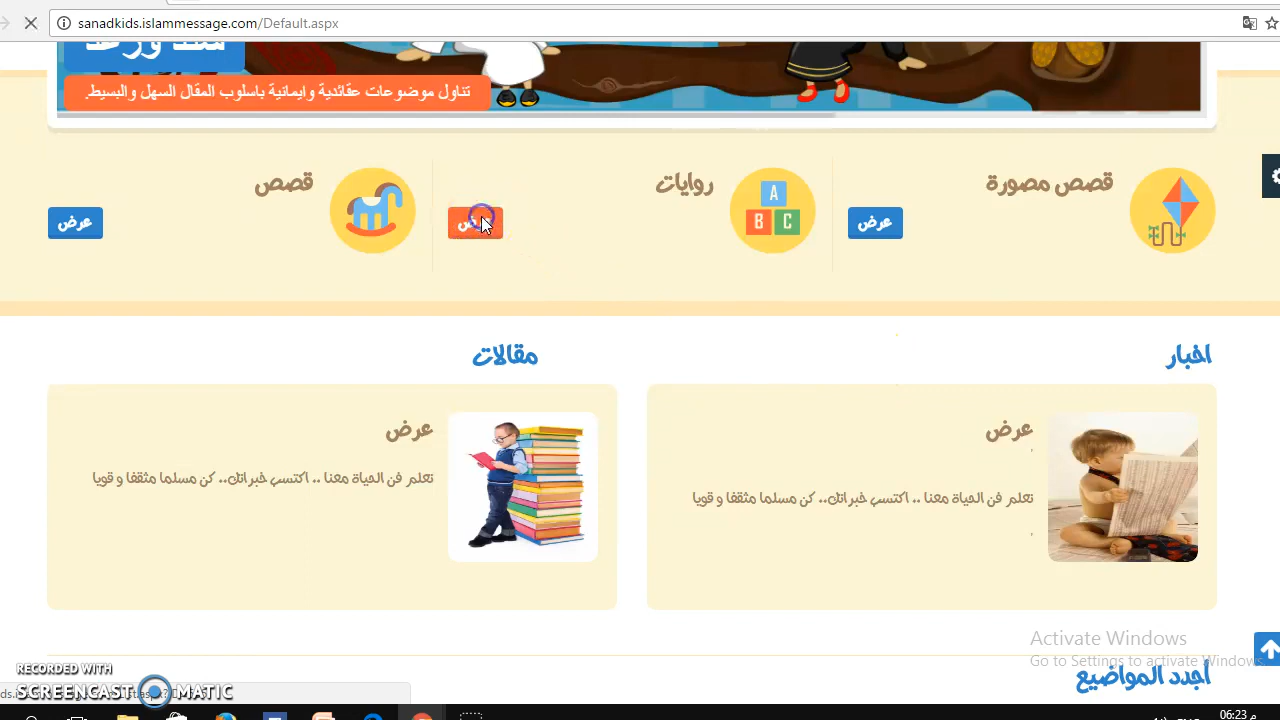 sanadkids.islammessage.com/Default.aspx
تناول موضوعات عقائدية وايمانية باسلوب المقال السهل والبسيط.
قصص مصورة
عرض
روايات
قصص
عرض
A
B C
اخبار
عرض
تعلم فن الحياة معنا .. اكتسب خبراتك.. كن مسلما مثقفا و قويا
مقالات
عرض
تعلم فن الحياة معنا .. اكتسب خبراتك.. كن مسلما مثقفا و قويا
Activate Windows
Go to Settings to activate Windows.
أجدد المواضيع
RECORDED WITH
SCREENCAST MATIC
06:23 م